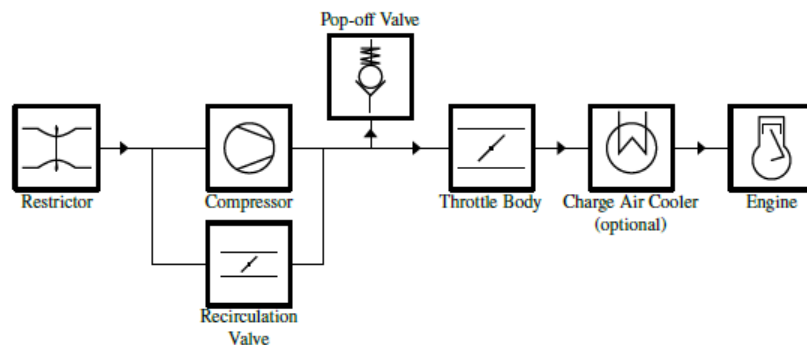 Pop-off Valve
Restrictor
Compressor
Throttle Body
Charge Air Cooler
(optional)
Engine
Recirculation
Valve